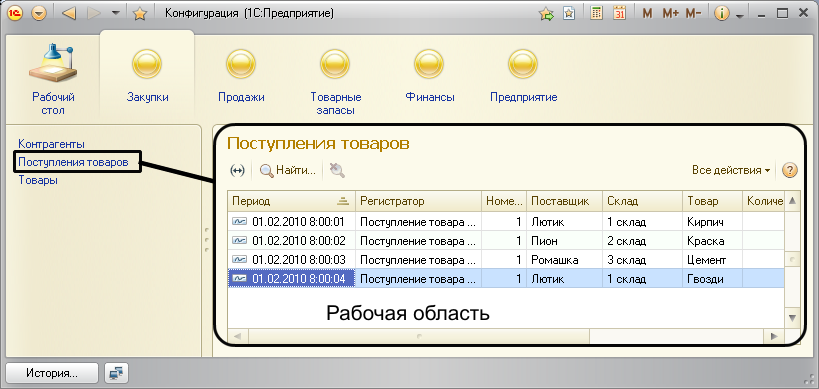 1С Конфигурация (1С:Предприятие) 31 M M+ M- i
Рабочий стол
Закупки
Продажи
Товарные запасы
Финансы
Предприятие
Контрагенты
Поступления товаров
Товары
Поступления товаров
Найти... Все действия ?
Период Регистратор Номе... Поставщик Склад Товар Количе
01.02.2010 8:00:01 Поступление товара ... 1 Лютик 1 склад Кирпич
01.02.2010 8:00:02 Поступление товара ... 1 Пион 2 склад Краска
01.02.2010 8:00:03 Поступление товара ... 1 Ромашка 3 склад Цемент
01.02.2010 8:00:04 Поступление товара ... 1 Лютик 1 склад Гвозди
Рабочая область
История...